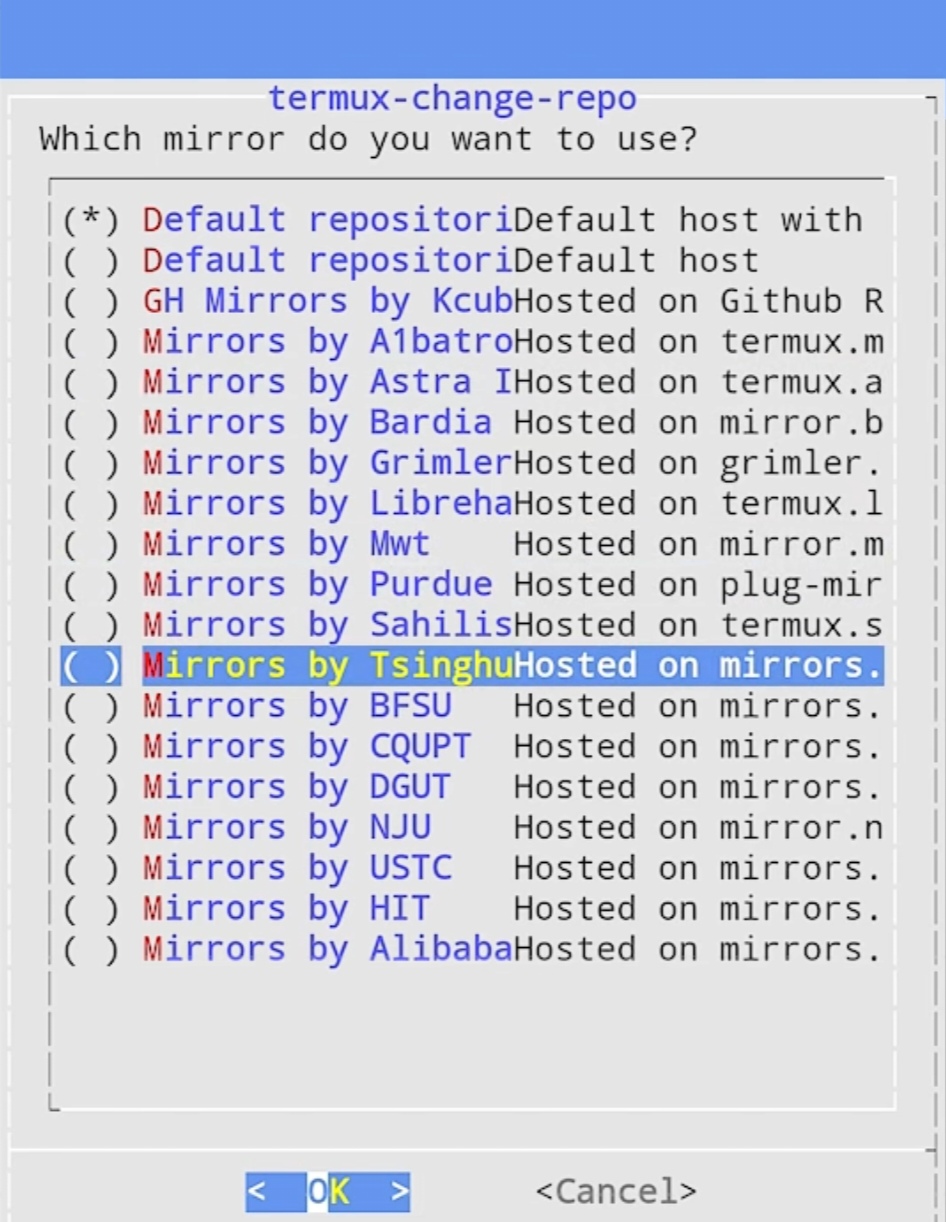 termux-change-repo
Which mirror do you want to use?
(*) Default repositoriDefault host with
( ) Default repositoriDefault host
( ) GH Mirrors by KcubHosted on Github R
( ) Mirrors by A1batroHosted on termux.m
( ) Mirrors by Astra IHosted on termux.a
( ) Mirrors by Bardia Hosted on mirror.b
( ) Mirrors by GrimlerHosted on grimler.
( ) Mirrors by LibrehaHosted on termux.l
( ) Mirrors by Mwt    Hosted on mirror.m
( ) Mirrors by Purdue Hosted on plug-mir
( ) Mirrors by SahilisHosted on termux.s
( ) Mirrors by TsinghuHosted on mirrors.
( ) Mirrors by BFSU   Hosted on mirrors.
( ) Mirrors by CQUPT  Hosted on mirrors.
( ) Mirrors by DGUT   Hosted on mirrors.
( ) Mirrors by NJU    Hosted on mirror.n
( ) Mirrors by USTC   Hosted on mirrors.
( ) Mirrors by HIT    Hosted on mirrors.
( ) Mirrors by AlibabaHosted on mirrors.
<  OK  >      <Cancel>